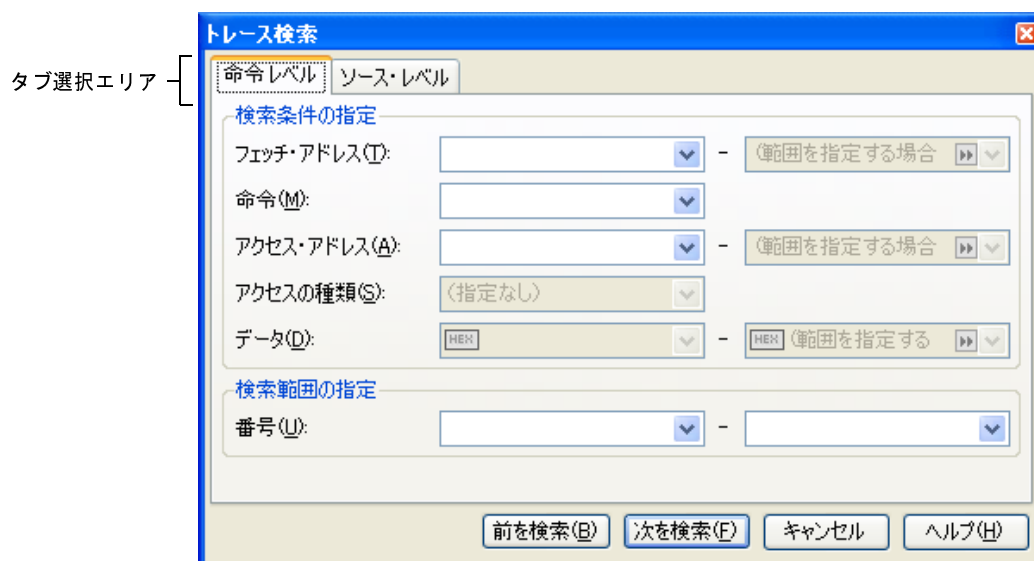 トレース検索
タブ選択エリア
命令レベル ソース・レベル
検索条件の指定
フェッチ・アドレス(T): - (範囲を指定する場合
命令(M):
アクセス・アドレス(A): - (範囲を指定する場合
アクセスの種類(S): (指定なし)
データ(D): HEX - HEX (範囲を指定する
検索範囲の指定
番号(U): -
前を検索(B) 次を検索(F) キャンセル ヘルプ(H)